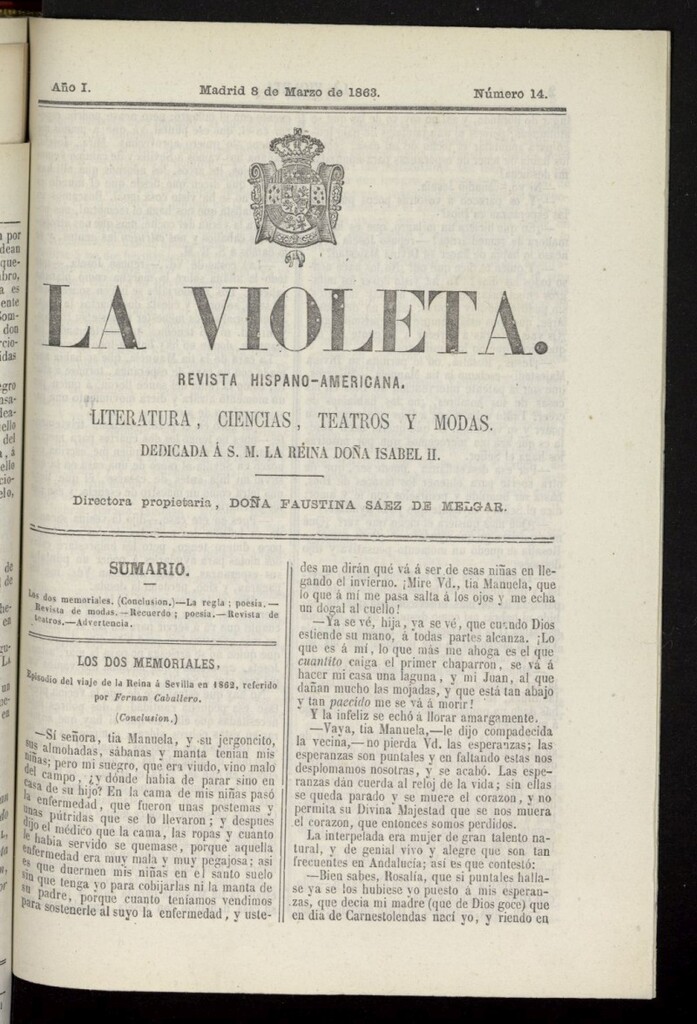 Año I.
Madrid 8 de Marzo de 1863.
Número 14.
LA VIOLETA.
REVISTA HISPANO-AMERICANA.
LITERATURA, CIENCIAS, TEATROS Y MODAS.
DEDICADA Á S. M. LA REINA DOÑA ISABEL II.
Directora propietaria, DOÑA FAUSTINA SAEZ DE MELGAR.
SUMARIO.
Los dos memoriales. (Conclusion.)—La regla; poesia.—
Revista de modas.—Recuerdo; poesia.—Revista de
teatros.—Advertencia.
LOS DOS MEMORIALES.
Episodio del viaje de la Reina á Sevilla en 1862, referido
por Fernan Caballero.
(Conclusion.)
—Sí señora, tia Manuela, y su jergoncito,
sus almohadas, sábanas y manta tenian mis
niñas; pero mi suegro, que era viudo, vino malo
del campo, ¿y dónde habia de parar sino en
casa de su hijo? En la cama de mis niñas pasó
la enfermedad, que fueron unas postemas y
unas pútridas que se lo llevaron; y despues
dijo el médico que la cama, las ropas y cuanto
le habia servido se quemase, porque aquella
enfermedad era muy mala y muy pegajosa; asi
es que duermen mis niñas en el santo suelo
sin que tenga yo para cobijarlas ni la manta de
su padre, porque cuanto teníamos vendimos
para sostenerle al suyo la enfermedad, y uste-
des me dirán qué vá á ser de esas niñas en lle-
gando el invierno. ¡Mire Vd., tia Manuela, que
lo que á mí me pasa salta á los ojos y me echa
un dogal al cuello!
—Ya se vé, hija, ya se vé, que cuando Dios
estiende su mano, á todas partes alcanza. ¡Lo
que es á mí, lo que más me ahoga es el que
cuantito caiga el primer chaparron, se vá á
hacer mi casa una laguna, y mi Juan, al que
dañan mucho las mojadas, y que está tan abajo
y tan paecido me se vá á morir!
Y la infeliz se echó á llorar amargamente.
—Vaya, tia Manuela,—le dijo compadecida
la vecina,—no pierda Vd. las esperanzas; las
esperanzas son puntales y en faltando estas nos
desplomamos nosotras, y se acabó. Las espe-
ranzas dán cuerda al reloj de la vida; sin ellas
se queda parado y se muere el corazon, y no
permita su Divina Majestad que se nos muera
el corazon, que entonces somos perdidos.
La interpelada era mujer de gran talento na-
tural, y de genial vivo y alegre que son tan
frecuentes en Andalucía; así es que contestó:
—Bien sabes, Rosalía, que si puntales halla-
se ya se los hubiese yo puesto á mis esperan-
zas, que decia mi madre (que de Dios goce) que
en dia de Carnestolendas nací yo, y riendo en